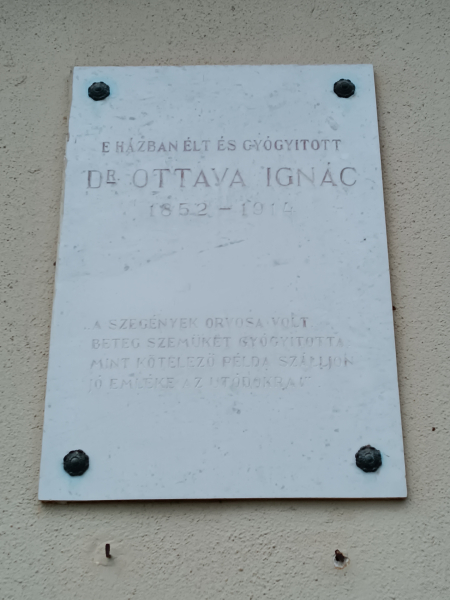 E HÁZBAN ÉLT ÉS GYÓGYITOTT
DR OTTAVA IGNÁC
1852 – 1914
„A SZEGÉNYEK ORVOSA VOLT
BETEG SZEMÜKET GYÓGYITOTTA
MINT KÖTELEZŐ PÉLDA SZÁLLJON
JÓ EMLÉKE AZ UTÓDOKRA!”